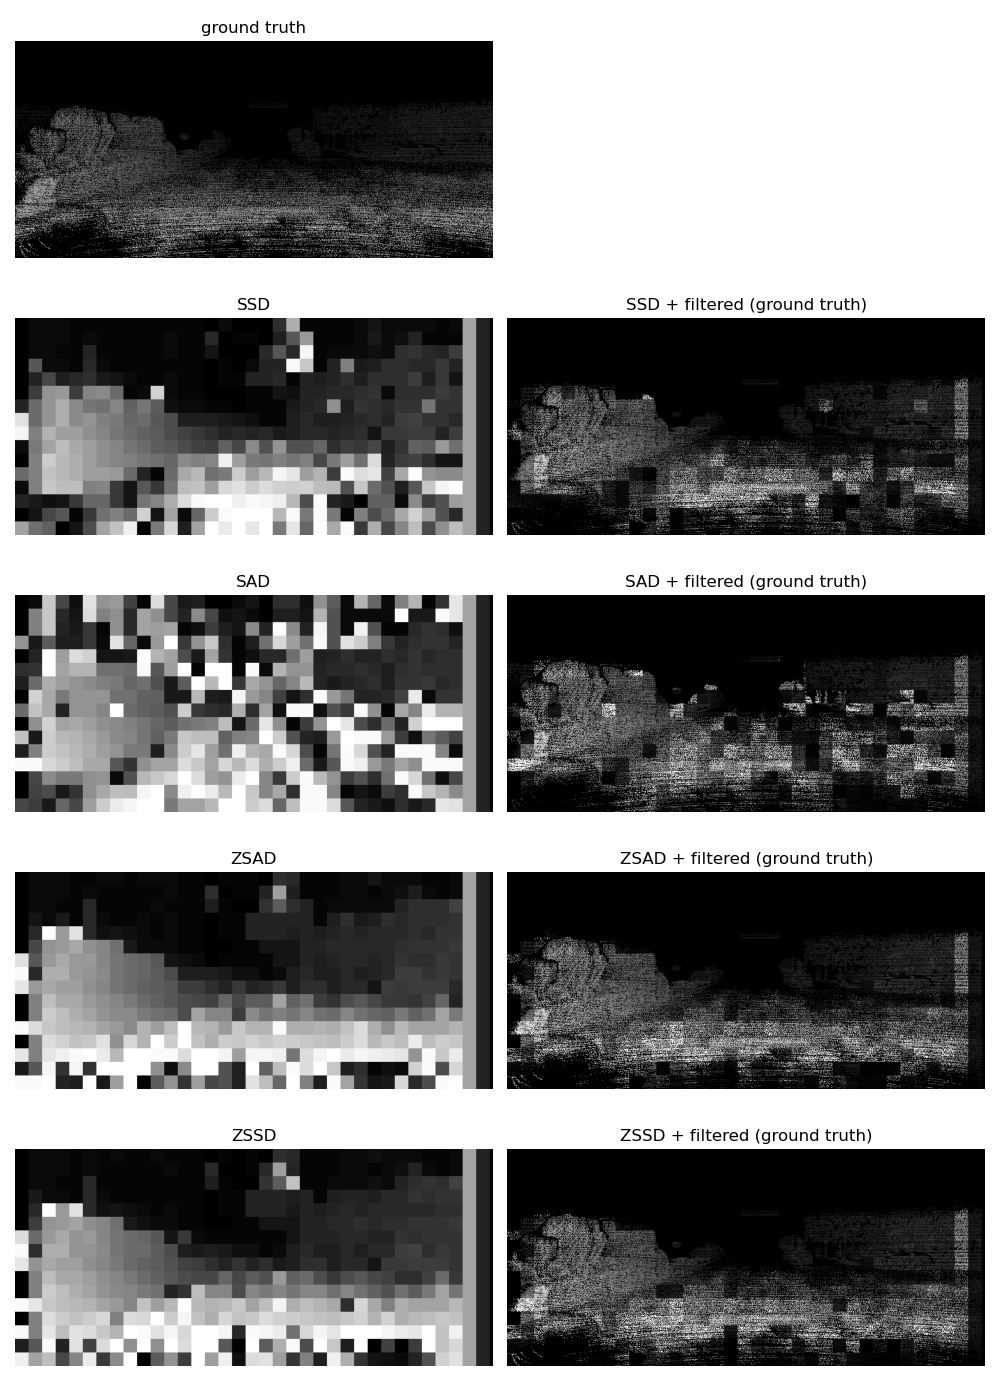 ground truth
SSD
SSD + filtered (ground truth)
SAD
SAD + filtered (ground truth)
ZSAD
ZSAD + filtered (ground truth)
ZSSD
ZSSD + filtered (ground truth)